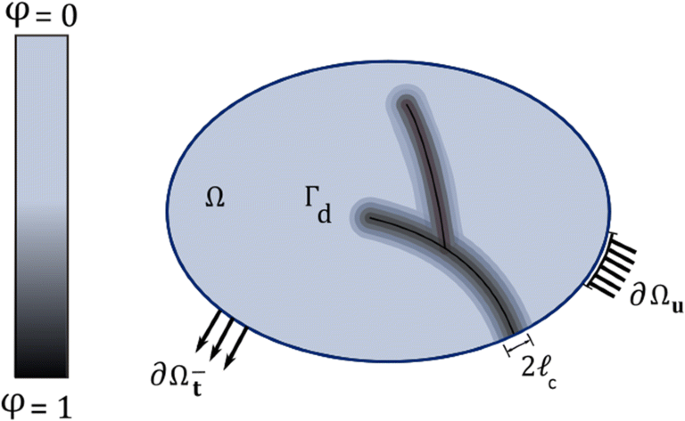 φ = 0
Ω
Γd
∂Ωu
∂Ωt̄
2ℓc
φ = 1